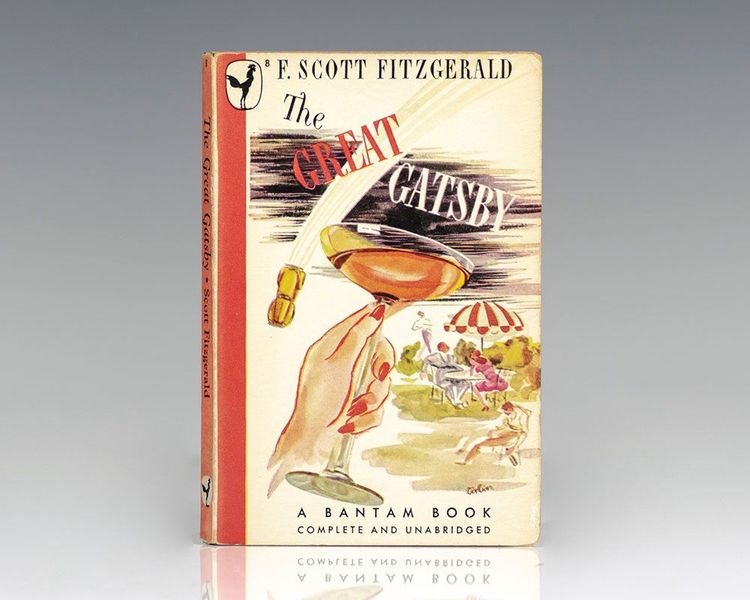 8 F. SCOTT FITZGERALD
The
GREAT
GATSBY
A BANTAM BOOK
COMPLETE AND UNABRIDGED
The Great Gatsby • Scott Fitzgerald